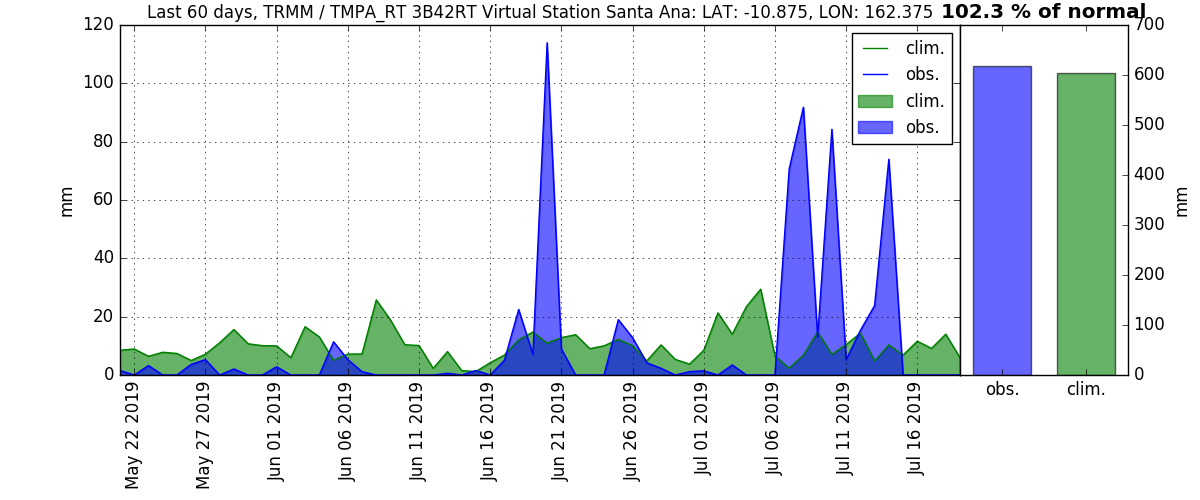 Last 60 days, TRMM / TMPA_RT 3B42RT Virtual Station Santa Ana: LAT: -10.875, LON: 162.375 102.3 % of normal
120
100
80
60
40
20
0
mm
clim.
obs.
clim.
obs.
700
600
500
400
300
200
100
0
mm
May 22 2019
May 27 2019
Jun 01 2019
Jun 06 2019
Jun 11 2019
Jun 16 2019
Jun 21 2019
Jun 26 2019
Jul 01 2019
Jul 06 2019
Jul 11 2019
Jul 16 2019
obs.
clim.